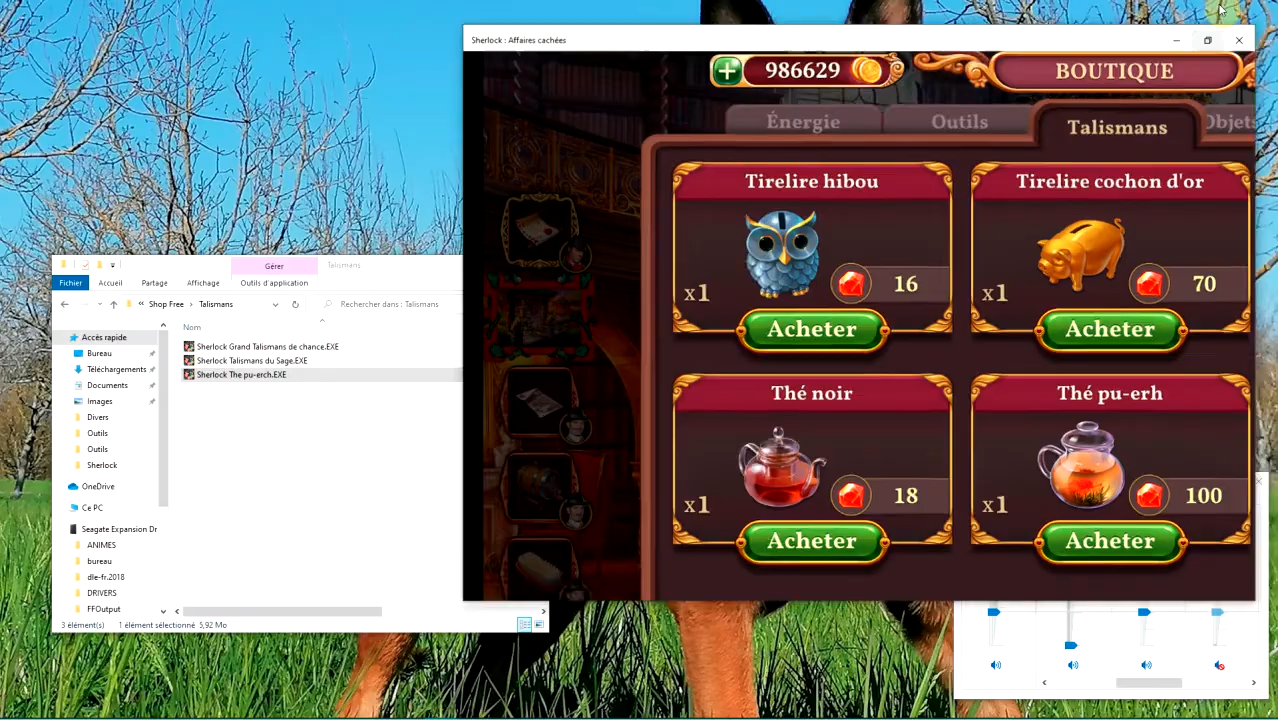 Sherlock : Affaires cachées
986629
BOUTIQUE
Énergie
Outils
Talismans
Objets
Tirelire hibou
x1
16
Acheter
Tirelire cochon d'or
x1
70
Acheter
Thé noir
x1
18
Acheter
Thé pu-erh
x1
100
Acheter
Gérer
Talismans
Fichier
Accueil
Partage
Affichage
Outils d'application
Shop Free
Talismans
Rechercher dans : Talismans
Nom
Sherlock Grand Talismans de chance.EXE
Sherlock Talismans du Sage.EXE
Sherlock The pu-erch.EXE
Accès rapide
Bureau
Téléchargements
Documents
Images
Divers
Outils
Outils
Sherlock
OneDrive
Ce PC
Seagate Expansion Dr
ANIMES
bureau
dle-fr.2018
DRIVERS
FFOutput
3 élément(s)
1 élément sélectionné 5,92 Mo